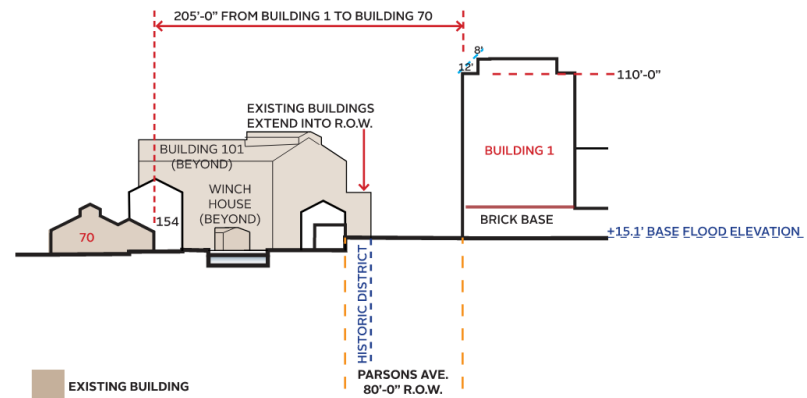 205'-0” FROM BUILDING 1 TO BUILDING 70
8'
12'
110'-0”
EXISTING BUILDINGS
EXTEND INTO R.O.W.
BUILDING 101
(BEYOND)
BUILDING 1
WINCH
HOUSE
(BEYOND)
154
70
BRICK BASE
+15.1' BASE FLOOD ELEVATION
HISTORIC DISTRICT
PARSONS AVE.
80'-0” R.O.W.
EXISTING BUILDING